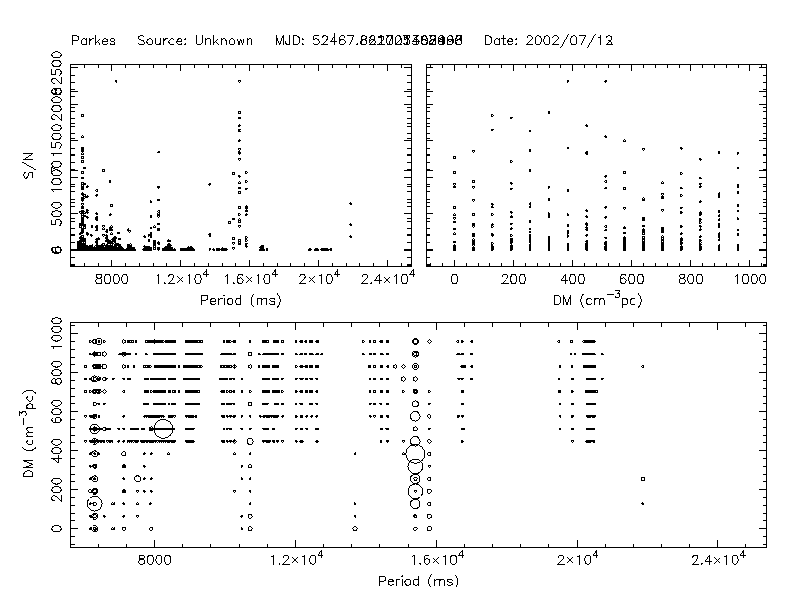 Parkes Source: Unknown MJD: Date: 2002/07/12
S/N
0 500 1500 2000 2500
8000 1.2×10⁴ 1.6×10⁴ 2×10⁴ 2.4×10⁴
Period (ms)
0 200 400 600 800 1000
DM (cm⁻³pc)
DM (cm⁻³pc)
0 200 400 600 800 1000
8000 1.2×10⁴ 1.6×10⁴ 2×10⁴ 2.4×10⁴
Period (ms)